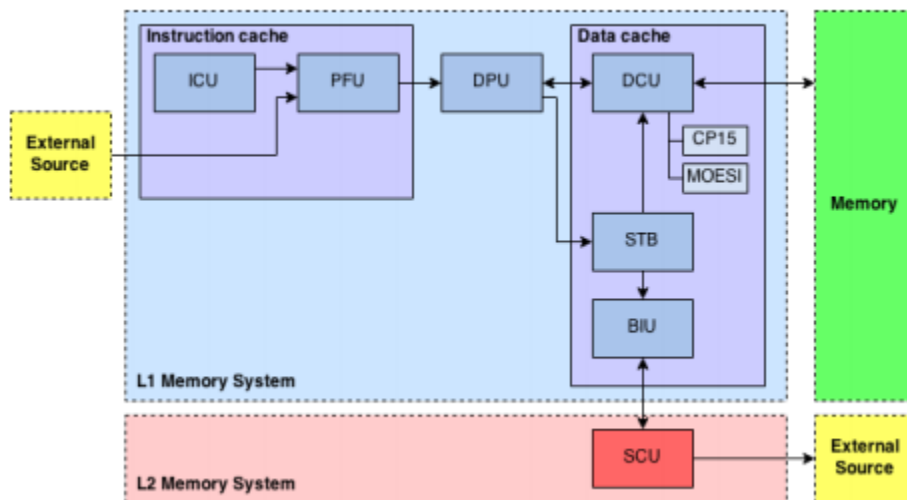 Instruction cache
Data cache
ICU
PFU
DPU
DCU
External
Source
CP15
MOESI
Memory
STB
BIU
L1 Memory System
SCU
External
Source
L2 Memory System